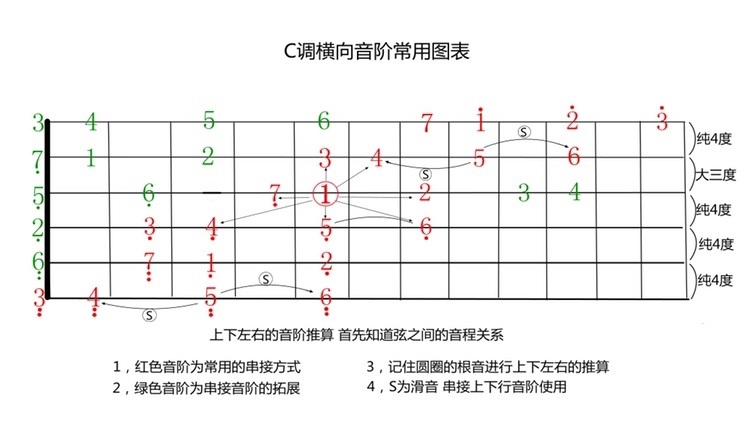 C调横向音阶常用图表
3 4 5 6 7 1 2 3
纯4度
7 1 2 3 4 5 6
大三度
5 6 7 1 2 3 4
纯4度
2 3 4 5 6
纯4度
6 7 1 2
纯4度
3 4 5 6
S
S
S
S
上下左右的音阶推算 首先知道弦之间的音程关系
1，红色音阶为常用的串接方式
3，记住圆圈的根音进行上下左右的推算
2，绿色音阶为串接音阶的拓展
4，S为滑音 串接上下行音阶使用